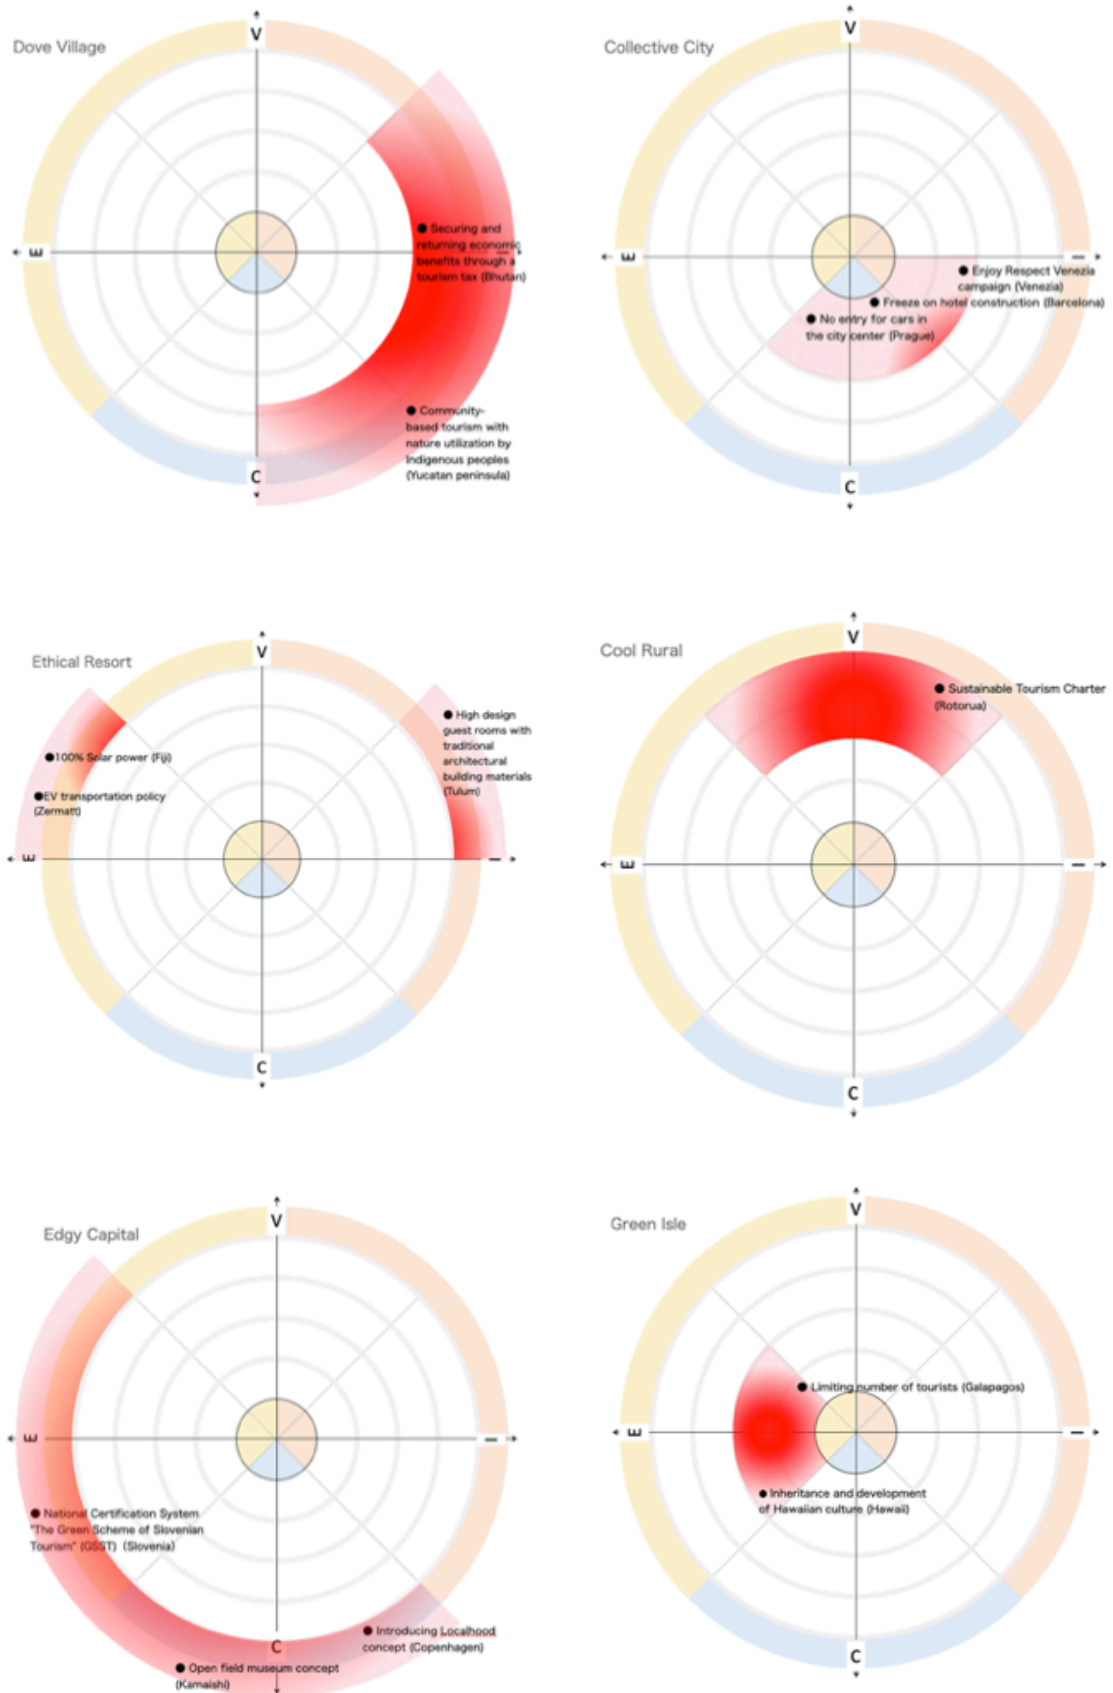 Dove Village
V
E
I
C
● Securing and
returning economic
benefits through a
tourism tax (Bhutan)
● Community-
based tourism with
nature utilization by
Indigenous peoples
(Yucatan peninsula)
Collective City
V
E
I
C
● Enjoy Respect Venezia
campaign (Venezia)
● Freeze on hotel construction (Barcelona)
● No entry for cars in
the city center (Prague)
Ethical Resort
V
E
I
C
●100% Solar power (Fiji)
●EV transportation policy
(Zermatt)
● High design
guest rooms with
traditional
architectural
building materials
(Tulum)
Cool Rural
V
E
I
C
● Sustainable Tourism Charter
(Rotorua)
Edgy Capital
V
E
I
C
● National Certification System
"The Green Scheme of Slovenian
Tourism" (GSST) (Slovenia)
● Introducing Localhood
concept (Copenhagen)
● Open field museum concept
(Kamaishi)
Green Isle
V
E
I
C
● Limiting number of tourists (Galapagos)
● Inheritance and development
of Hawaiian culture (Hawaii)